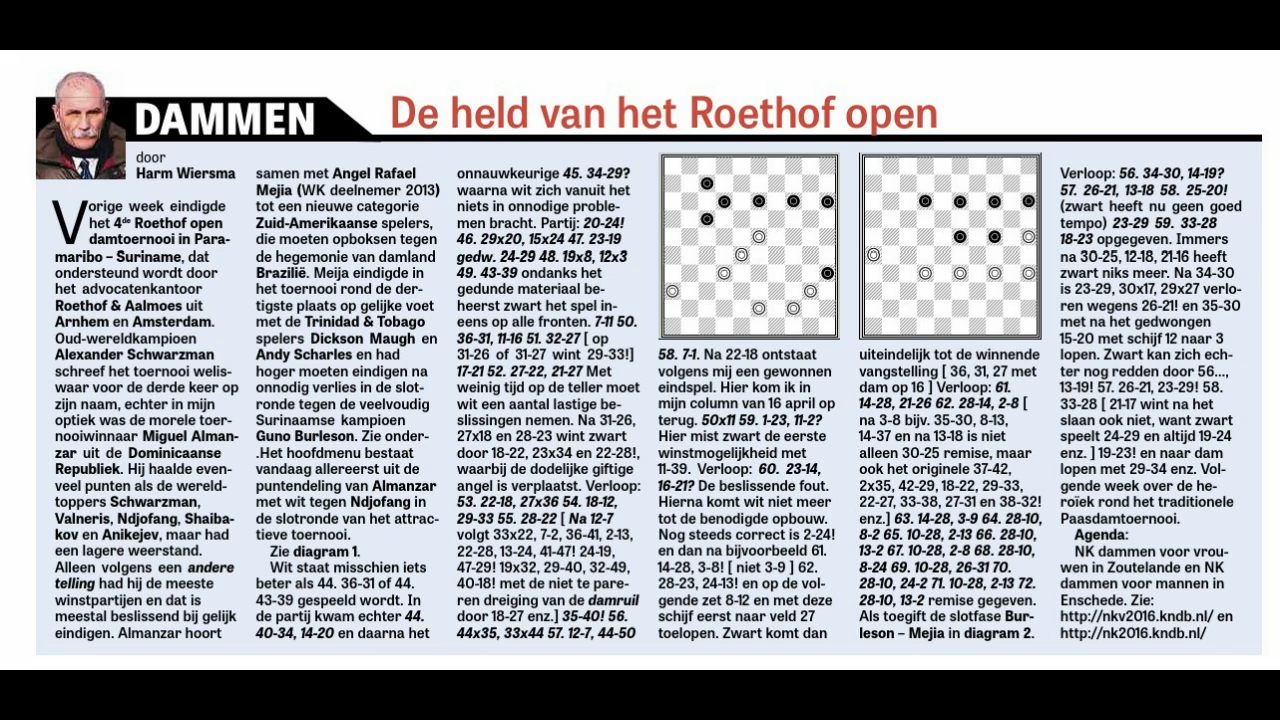 DAMMEN
De held van het Roethof open
door
Harm Wiersma
Vorige week eindigde
het 4de Roethof open
damtoernooi in Para-
maribo – Suriname, dat
ondersteund wordt door
het advocatenkantoor
Roethof & Aalmoes uit
Arnhem en Amsterdam.
Oud-wereldkampioen
Alexander Schwarzman
schreef het toernooi welis-
waar voor de derde keer op
zijn naam, echter in mijn
optiek was de morele toer-
nooiwinnaar Miguel Alman-
zar uit de Dominicaanse
Republiek. Hij haalde even-
veel punten als de wereld-
toppers Schwarzman,
Valneris, Ndjofang, Shaiba-
kov en Anikejev, maar had
een lagere weerstand.
Alleen volgens een andere
telling had hij de meeste
winstpartijen en dat is
meestal beslissend bij gelijk
eindigen. Almanzar hoort
samen met Angel Rafael
Mejia (WK deelnemer 2013)
tot een nieuwe categorie
Zuid-Amerikaanse spelers,
die moeten opboksen tegen
de hegemonie van damland
Brazilië. Meija eindigde in
het toernooi rond de der-
tigste plaats op gelijke voet
met de Trinidad & Tobago
spelers Dickson Maugh en
Andy Scharles en had
hoger moeten eindigen na
onnodig verlies in de slot-
ronde tegen de veelvoudig
Surinaamse kampioen
Guno Burleson. Zie onder-
.Het hoofdmenu bestaat
vandaag allereerst uit de
puntendeling van Almanzar
met wit tegen Ndjofang in
de slotronde van het attrac-
tieve toernooi.
Zie diagram 1.
Wit staat misschien iets
beter als 44. 36-31 of 44.
43-39 gespeeld wordt. In
de partij kwam echter 44.
40-34, 14-20 en daarna het
onnauwkeurige 45. 34-29?
waarna wit zich vanuit het
niets in onnodige proble-
men bracht. Partij: 20-24!
46. 29x20, 15x24 47. 23-19
gedw. 24-29 48. 19x8, 12x3
49. 43-39 ondanks het
gedunde materiaal be-
heerst zwart het spel in-
eens op alle fronten. 7-11 50.
36-31, 11-16 51. 32-27 [ op
31-26 of 31-27 wint 29-33!]
17-21 52. 27-22, 21-27 Met
weinig tijd op de teller moet
wit een aantal lastige be-
slissingen nemen. Na 31-26,
27x18 en 28-23 wint zwart
door 18-22, 23x34 en 22-28!,
waarbij de dodelijke giftige
angel is verplaatst. Verloop:
53. 22-18, 27x36 54. 18-12,
29-33 55. 28-22 [ Na 12-7
volgt 33x22, 7-2, 36-41, 2-13,
22-28, 13-24, 41-47! 24-19,
47-29! 19x32, 29-40, 32-49,
40-18! met de niet te pare-
ren dreiging van de damruil
door 18-27 enz.] 35-40! 56.
44x35, 33x44 57. 12-7, 44-50
58. 7-1. Na 22-18 ontstaat
volgens mij een gewonnen
eindspel. Hier kom ik in
mijn column van 16 april op
terug. 50x11 59. 1-23, 11-2?
Hier mist zwart de eerste
winstmogelijkheid met
11-39. Verloop: 60. 23-14,
16-21? De beslissende fout.
Hierna komt wit niet meer
tot de benodigde opbouw.
Nog steeds correct is 2-24!
en dan na bijvoorbeeld 61.
14-28, 3-8! [ niet 3-9 ] 62.
28-23, 24-13! en op de vol-
gende zet 8-12 en met deze
schijf eerst naar veld 27
toelopen. Zwart komt dan
uiteindelijk tot de winnende
vangstelling [ 36, 31, 27 met
dam op 16 ] Verloop: 61.
14-28, 21-26 62. 28-14, 2-8 [
na 3-8 bijv. 35-30, 8-13,
14-37 en na 13-18 is niet
alleen 30-25 remise, maar
ook het originele 37-42,
2x35, 42-29, 18-22, 29-33,
22-27, 33-38, 27-31 en 38-32!
enz.] 63. 14-28, 3-9 64. 28-10,
8-2 65. 10-28, 2-13 66. 28-10,
13-2 67. 10-28, 2-8 68. 28-10,
8-24 69. 10-28, 26-31 70.
28-10, 24-2 71. 10-28, 2-13 72.
28-10, 13-2 remise gegeven.
Als toegift de slotfase Bur-
leson – Mejia in diagram 2.
Verloop: 56. 34-30, 14-19?
57. 26-21, 13-18 58. 25-20!
(zwart heeft nu geen goed
tempo) 23-29 59. 33-28
18-23 opgegeven. Immers
na 30-25, 12-18, 21-16 heeft
zwart niks meer. Na 34-30
is 23-29, 30x17, 29x27 verlo-
ren wegens 26-21! en 35-30
met na het gedwongen
15-20 met schijf 12 naar 3
lopen. Zwart kan zich ech-
ter nog redden door 56...,
13-19! 57. 26-21, 23-29! 58.
33-28 [ 21-17 wint na het
slaan ook niet, want zwart
speelt 24-29 en altijd 19-24
enz. ] 19-23! en naar dam
lopen met 29-34 enz. Vol-
gende week over de he-
roïek rond het traditionele
Paasdamtoernooi.
Agenda:
NK dammen voor vrou-
wen in Zoutelande en NK
dammen voor mannen in
Enschede. Zie:
http://nkv2016.kndb.nl/ en
http://nk2016.kndb.nl/